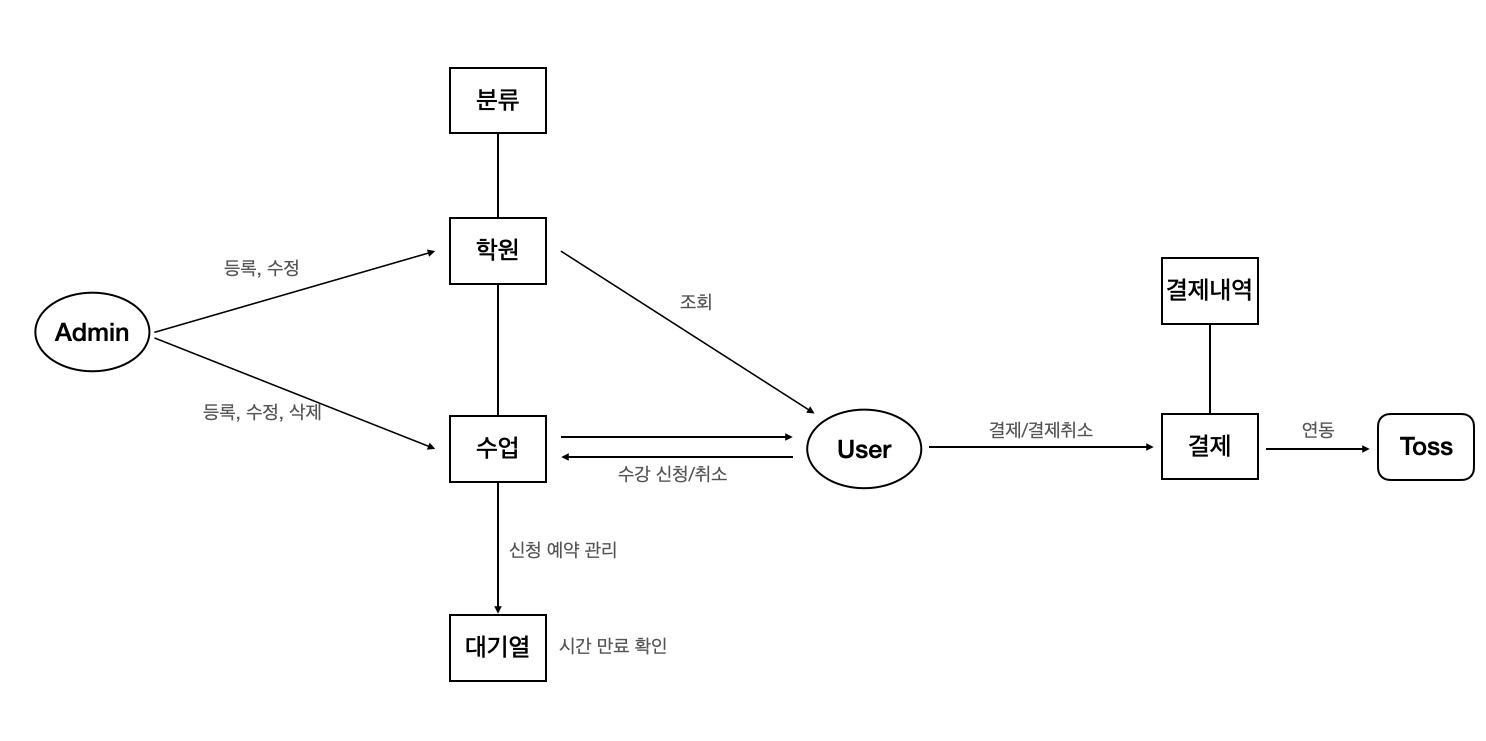 분류
학원
등록, 수정
조회
결제내역
Admin
등록, 수정, 삭제
수업
수강 신청/취소
User
결제/결제취소
결제
연동
Toss
신청 예약 관리
대기열
시간 만료 확인